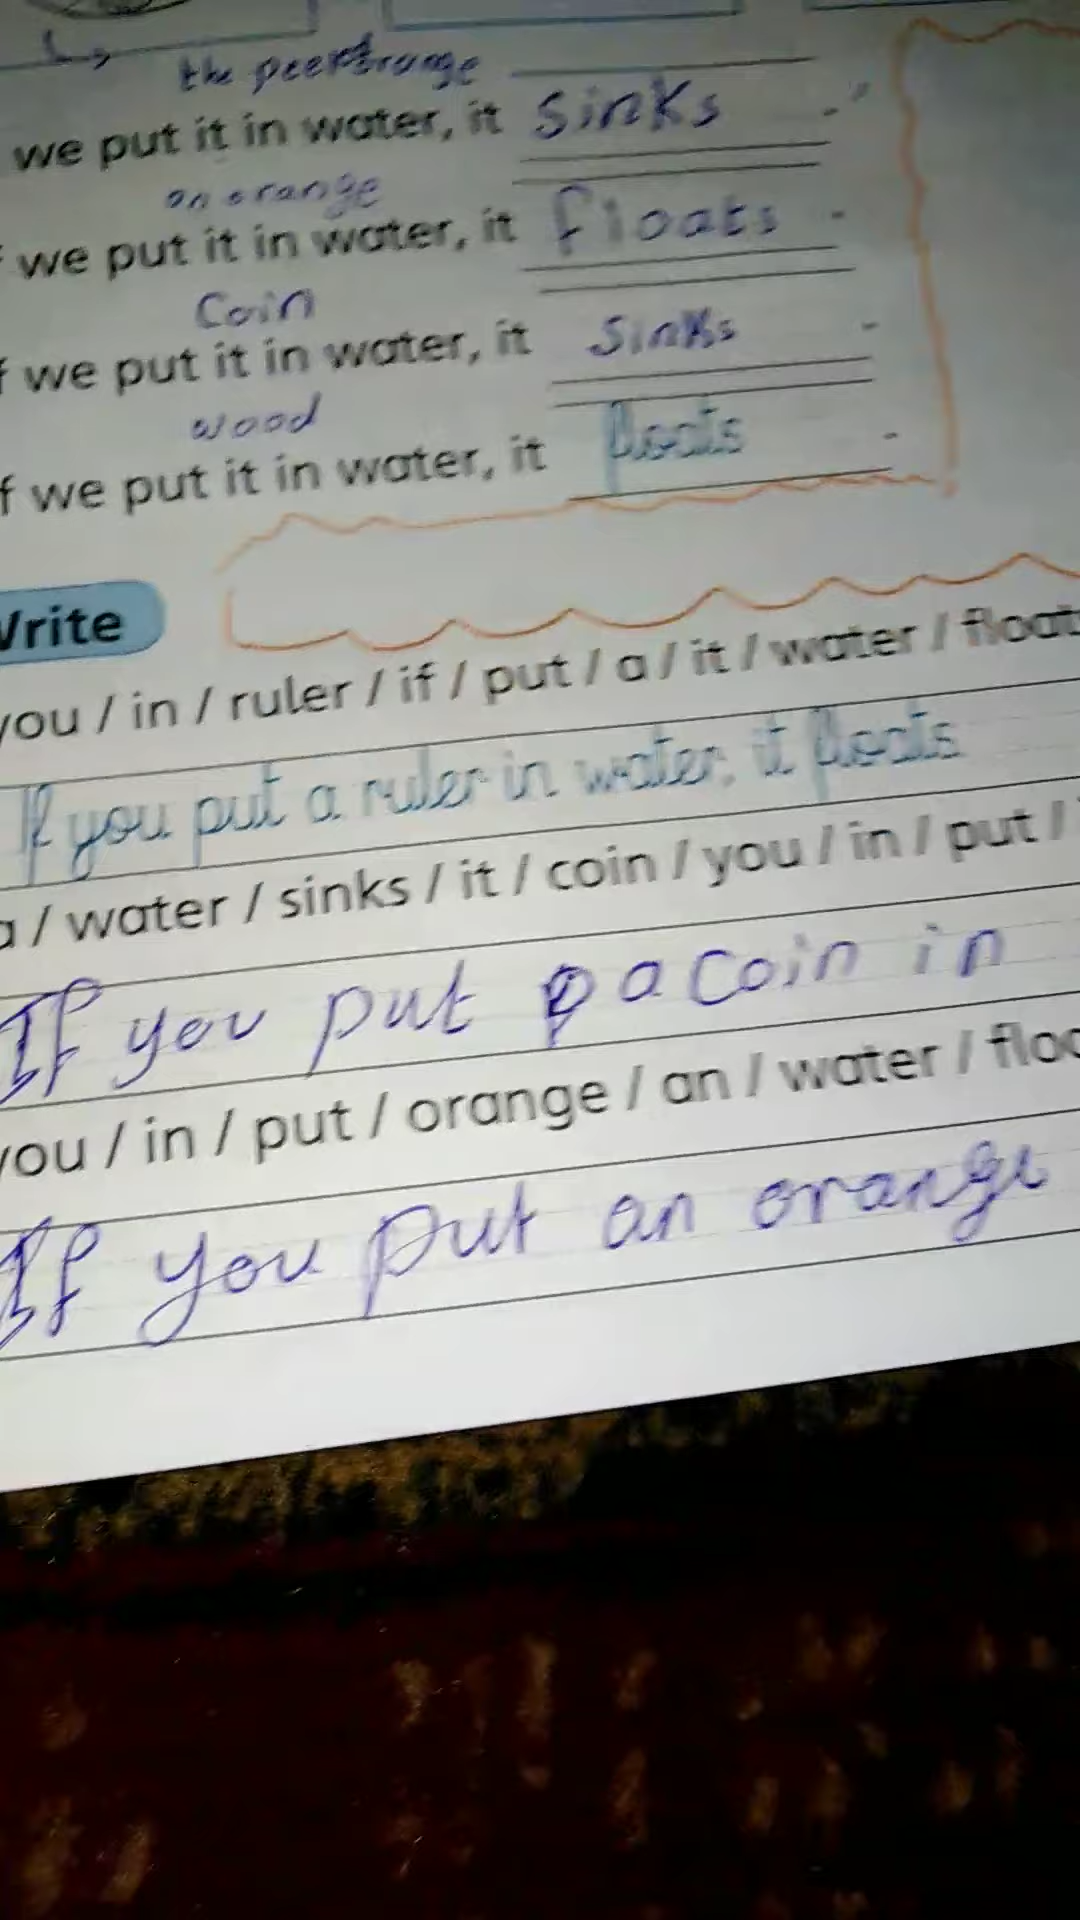 the peer orange
we put it in water, it sinks .
an orange
f we put it in water, it floats .
Coin
f we put it in water, it sinks .
wood
f we put it in water, it floats .
Write
you / in / ruler / if / put / a / it / water / floats
If you put a ruler in water, it floats
a / water / sinks / it / coin / you / in / put /
If you put a Coin in
you / in / put / orange / an / water / floa
If you put an orange